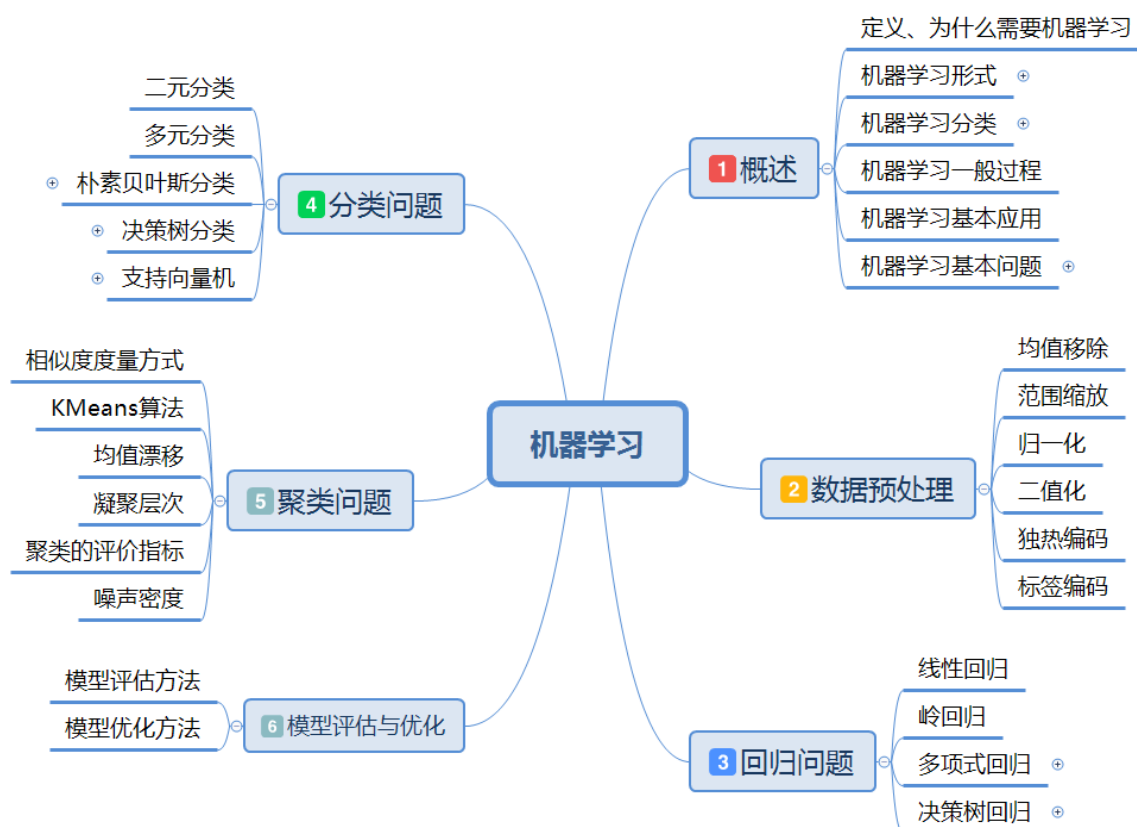 机器学习
1 概述
定义、为什么需要机器学习
机器学习形式
机器学习分类
机器学习一般过程
机器学习基本应用
机器学习基本问题
2 数据预处理
均值移除
范围缩放
归一化
二值化
独热编码
标签编码
3 回归问题
线性回归
岭回归
多项式回归
决策树回归
4 分类问题
二元分类
多元分类
朴素贝叶斯分类
决策树分类
支持向量机
5 聚类问题
相似度度量方式
KMeans算法
均值漂移
凝聚层次
聚类的评价指标
噪声密度
6 模型评估与优化
模型评估方法
模型优化方法